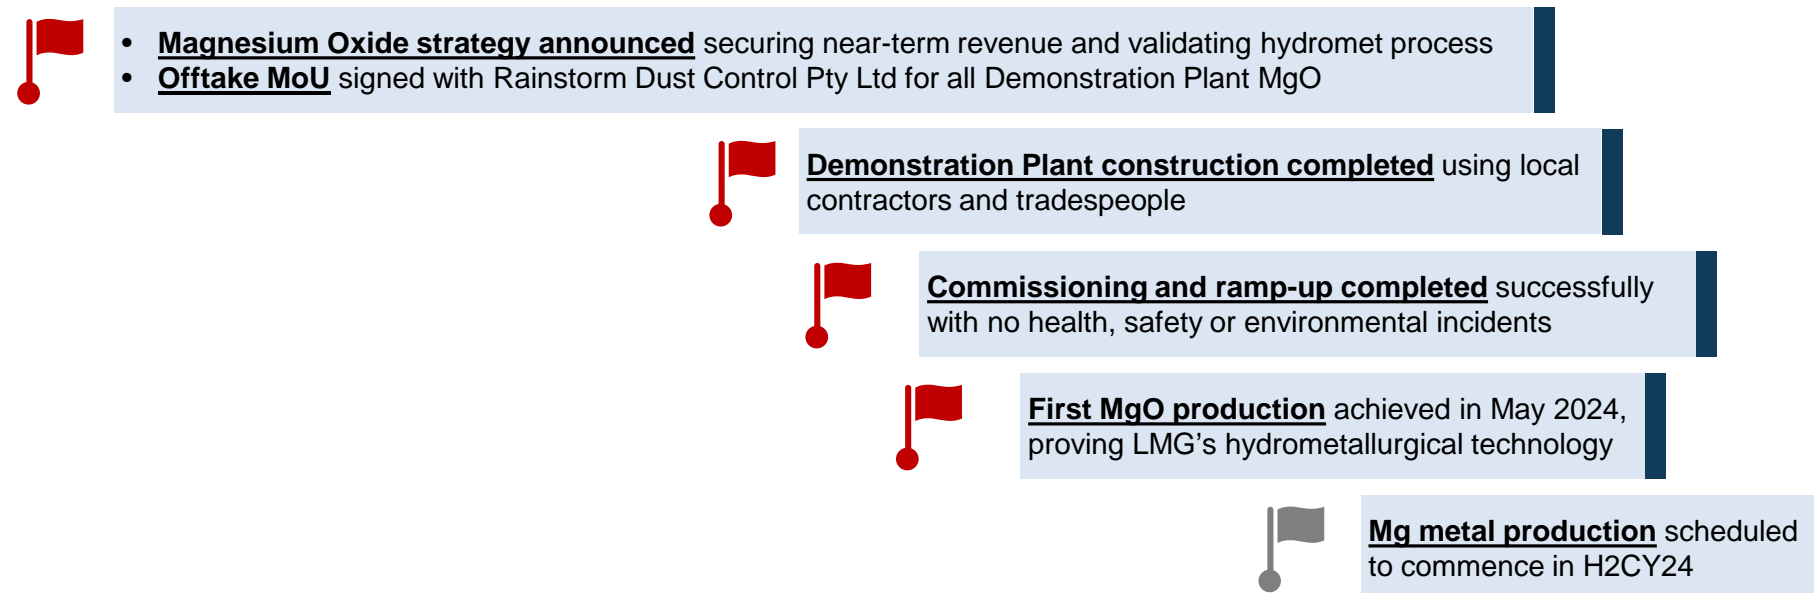 • Magnesium Oxide strategy announced securing near-term revenue and validating hydromet process
• Offtake MoU signed with Rainstorm Dust Control Pty Ltd for all Demonstration Plant MgO
Demonstration Plant construction completed using local
contractors and tradespeople
Commissioning and ramp-up completed successfully
with no health, safety or environmental incidents
First MgO production achieved in May 2024,
proving LMG’s hydrometallurgical technology
Mg metal production scheduled
to commence in H2CY24